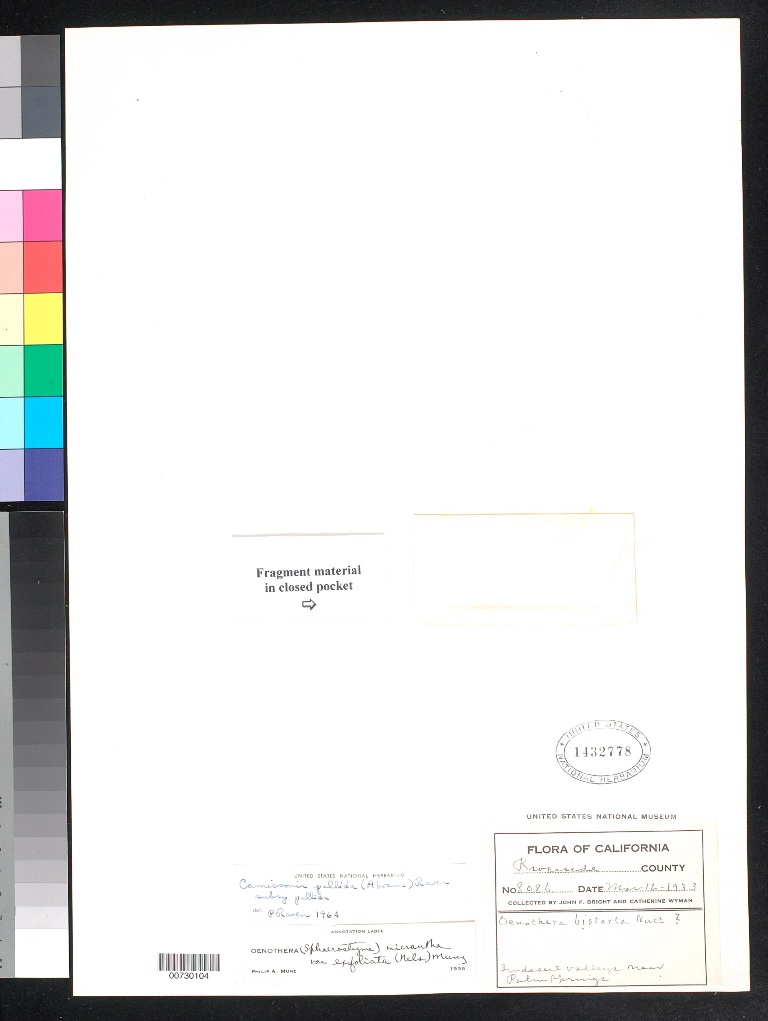 Fragment material
in closed pocket
UNITED STATES
1432778
NATIONAL HERBARIUM
UNITED STATES NATIONAL MUSEUM
FLORA OF CALIFORNIA
Riverside COUNTY
No 8086 DATE Mar 12-1933
COLLECTED BY JOHN F. BRIGHT AND CATHERINE WYMAN
Oenothera bistorta Nutt ?
valleys near
Palm Springs
UNITED STATES NATIONAL HERBARIUM
Camissonia pallida (Abrams) Raven
subsp pallida
det. P Raven 1964
ANNOTATION LABEL
OENOTHERA (Sphaerostigma) micrantha
var exfoliata (Nels) Munz
PHILIP A. MUNZ 1935
00730104